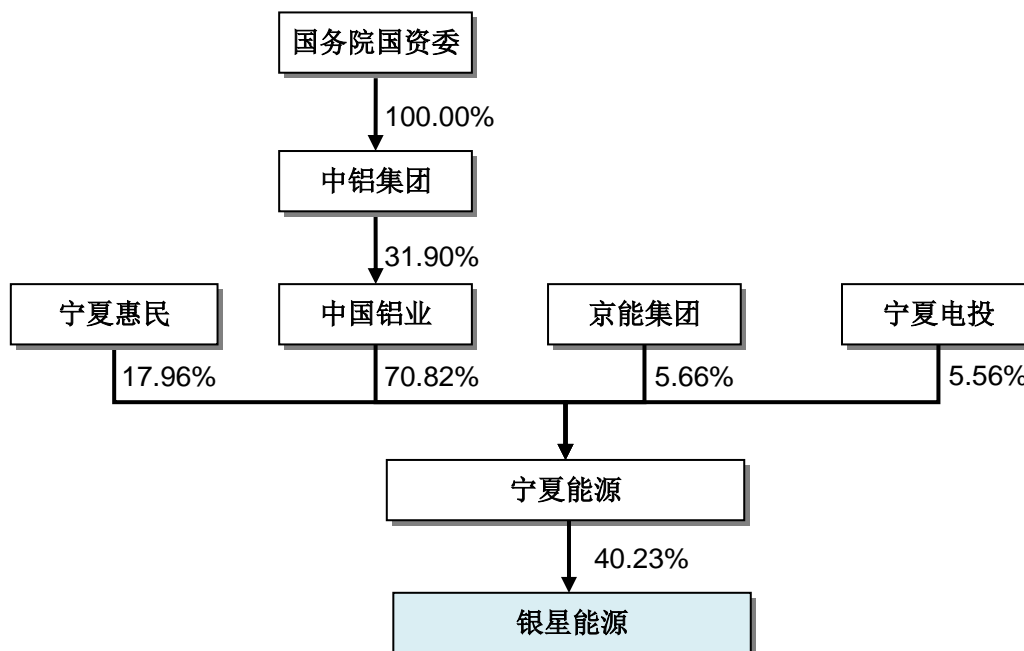 国务院国资委
100.00%
中铝集团
31.90%
宁夏惠民
中国铝业
京能集团
宁夏电投
17.96%
70.82%
5.66%
5.56%
宁夏能源
40.23%
银星能源